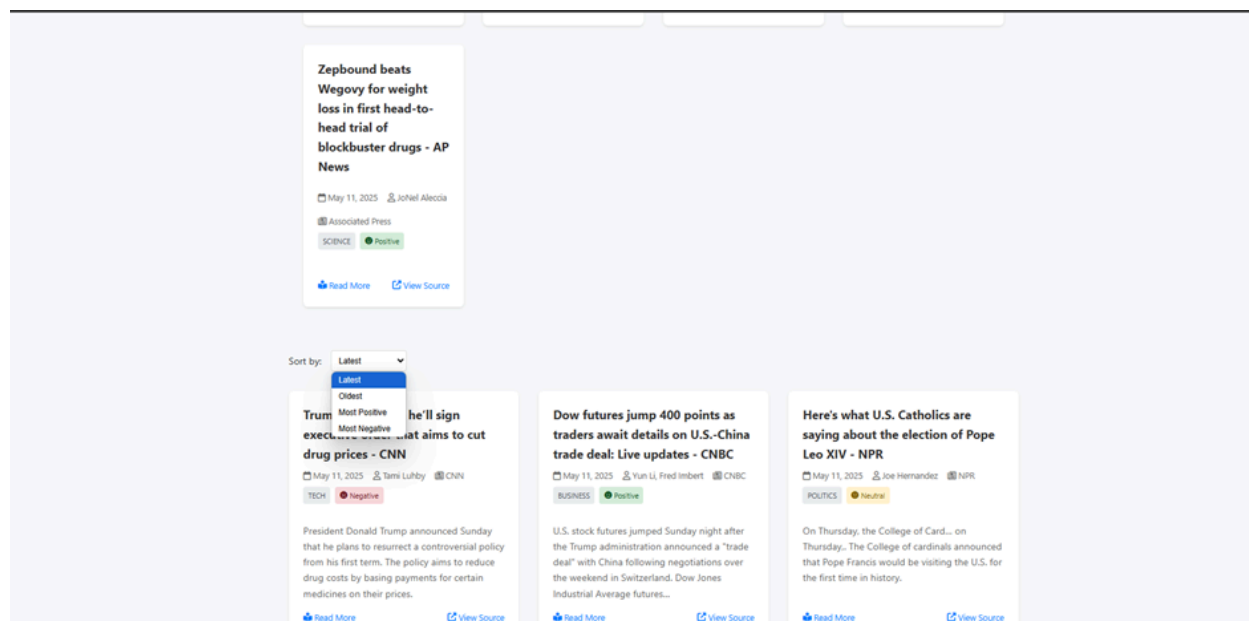 Zepbound beats
Wegovy for weight
loss in first head-to-
head trial of
blockbuster drugs - AP
News
May 11, 2025 JoNel Aleccia
Associated Press
SCIENCE Positive
Read More View Source
Sort by: Latest
Latest
Oldest
Most Positive
Most Negative
Trum he'll sign
hat aims to cut
drug prices - CNN
May 11, 2025 Tami Luhby CNN
TECH Negative
President Donald Trump announced Sunday
that he plans to resurrect a controversial policy
from his first term. The policy aims to reduce
drug costs by basing payments for certain
medicines on their prices.
Read More View Source
Dow futures jump 400 points as
traders await details on U.S.-China
trade deal: Live updates - CNBC
May 11, 2025 Yun Li, Fred Imbert CNBC
BUSINESS Positive
U.S. stock futures jumped Sunday night after
the Trump administration announced a "trade
deal" with China following negotiations over
the weekend in Switzerland. Dow Jones
Industrial Average futures...
Read More View Source
Here's what U.S. Catholics are
saying about the election of Pope
Leo XIV - NPR
May 11, 2025 Joe Hernandez NPR
POLITICS Neutral
On Thursday, the College of Card... on
Thursday.. The College of cardinals announced
that Pope Francis would be visiting the U.S. for
the first time in history.
Read More View Source